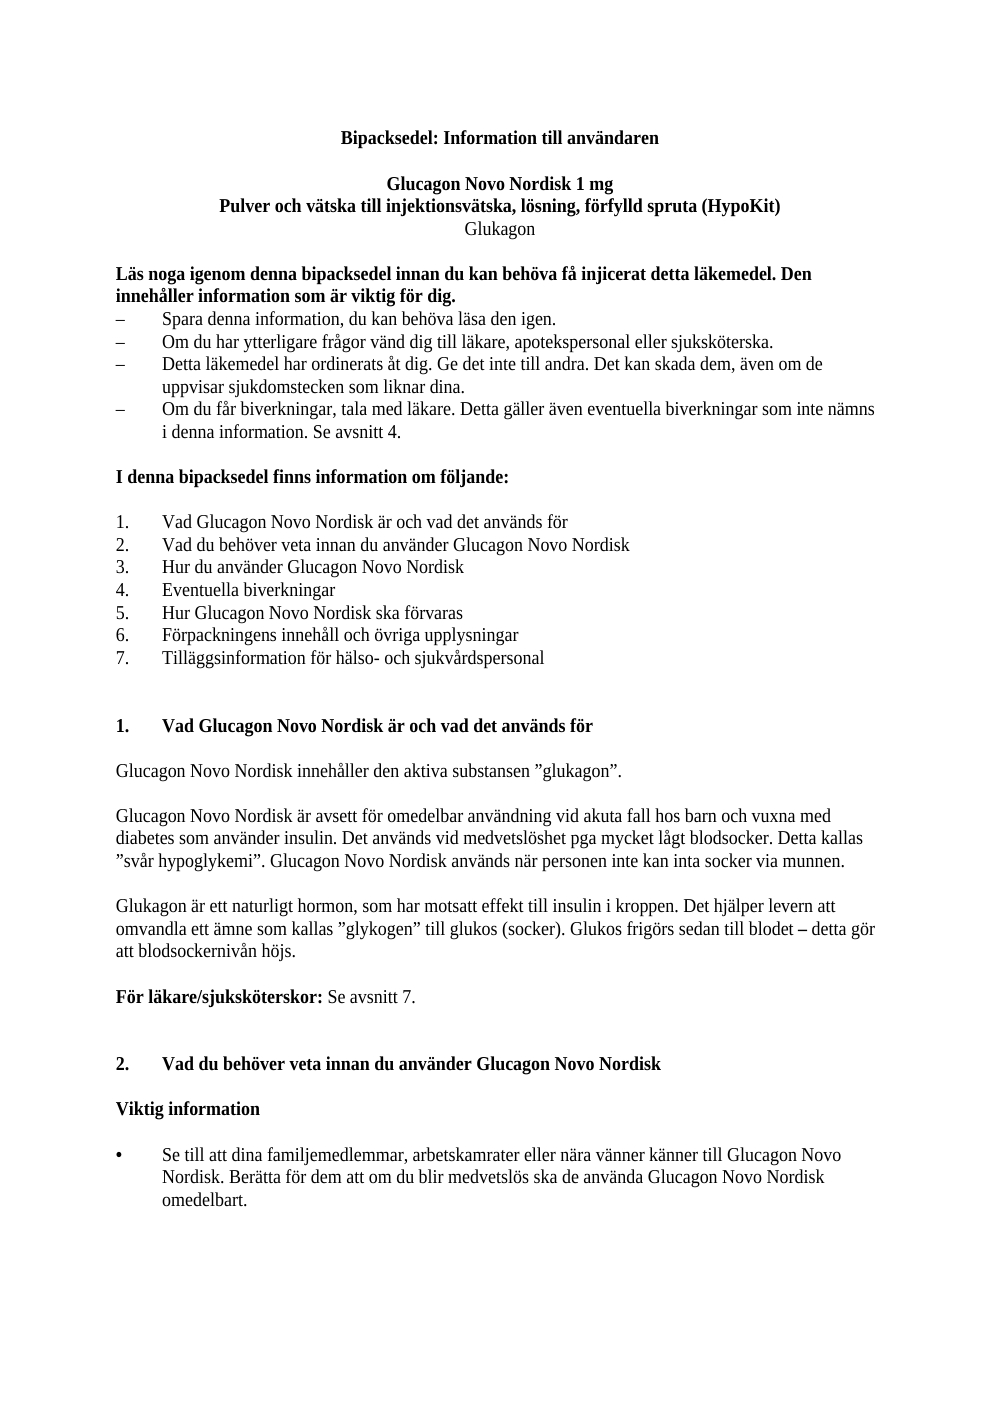 Bipacksedel: Information till användaren
Glucagon Novo Nordisk 1 mg
Pulver och vätska till injektionsvätska, lösning, förfylld spruta (HypoKit)
Glukagon
Läs noga igenom denna bipacksedel innan du kan behöva få injicerat detta läkemedel. Den
innehåller information som är viktig för dig.
– Spara denna information, du kan behöva läsa den igen.
– Om du har ytterligare frågor vänd dig till läkare, apotekspersonal eller sjuksköterska.
– Detta läkemedel har ordinerats åt dig. Ge det inte till andra. Det kan skada dem, även om de
uppvisar sjukdomstecken som liknar dina.
– Om du får biverkningar, tala med läkare. Detta gäller även eventuella biverkningar som inte nämns
i denna information. Se avsnitt 4.
I denna bipacksedel finns information om följande:
1. Vad Glucagon Novo Nordisk är och vad det används för
2. Vad du behöver veta innan du använder Glucagon Novo Nordisk
3. Hur du använder Glucagon Novo Nordisk
4. Eventuella biverkningar
5. Hur Glucagon Novo Nordisk ska förvaras
6. Förpackningens innehåll och övriga upplysningar
7. Tilläggsinformation för hälso- och sjukvårdspersonal
1. Vad Glucagon Novo Nordisk är och vad det används för
Glucagon Novo Nordisk innehåller den aktiva substansen ”glukagon”.
Glucagon Novo Nordisk är avsett för omedelbar användning vid akuta fall hos barn och vuxna med
diabetes som använder insulin. Det används vid medvetslöshet pga mycket lågt blodsocker. Detta kallas
”svår hypoglykemi”. Glucagon Novo Nordisk används när personen inte kan inta socker via munnen.
Glukagon är ett naturligt hormon, som har motsatt effekt till insulin i kroppen. Det hjälper levern att
omvandla ett ämne som kallas ”glykogen” till glukos (socker). Glukos frigörs sedan till blodet – detta gör
att blodsockernivån höjs.
För läkare/sjuksköterskor: Se avsnitt 7.
2. Vad du behöver veta innan du använder Glucagon Novo Nordisk
Viktig information
• Se till att dina familjemedlemmar, arbetskamrater eller nära vänner känner till Glucagon Novo
Nordisk. Berätta för dem att om du blir medvetslös ska de använda Glucagon Novo Nordisk
omedelbart.